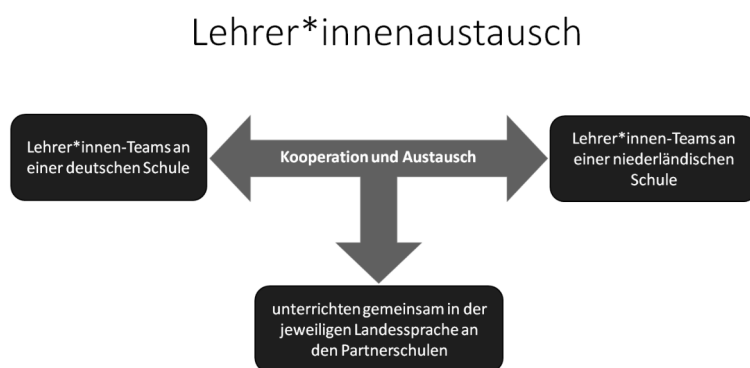 Lehrer*innenaustausch
Lehrer*innen-Teams an
einer deutschen Schule
Kooperation und Austausch
Lehrer*innen-Teams an
einer niederländischen
Schule
unterrichten gemeinsam in der
jeweiligen Landessprache an
den Partnerschulen